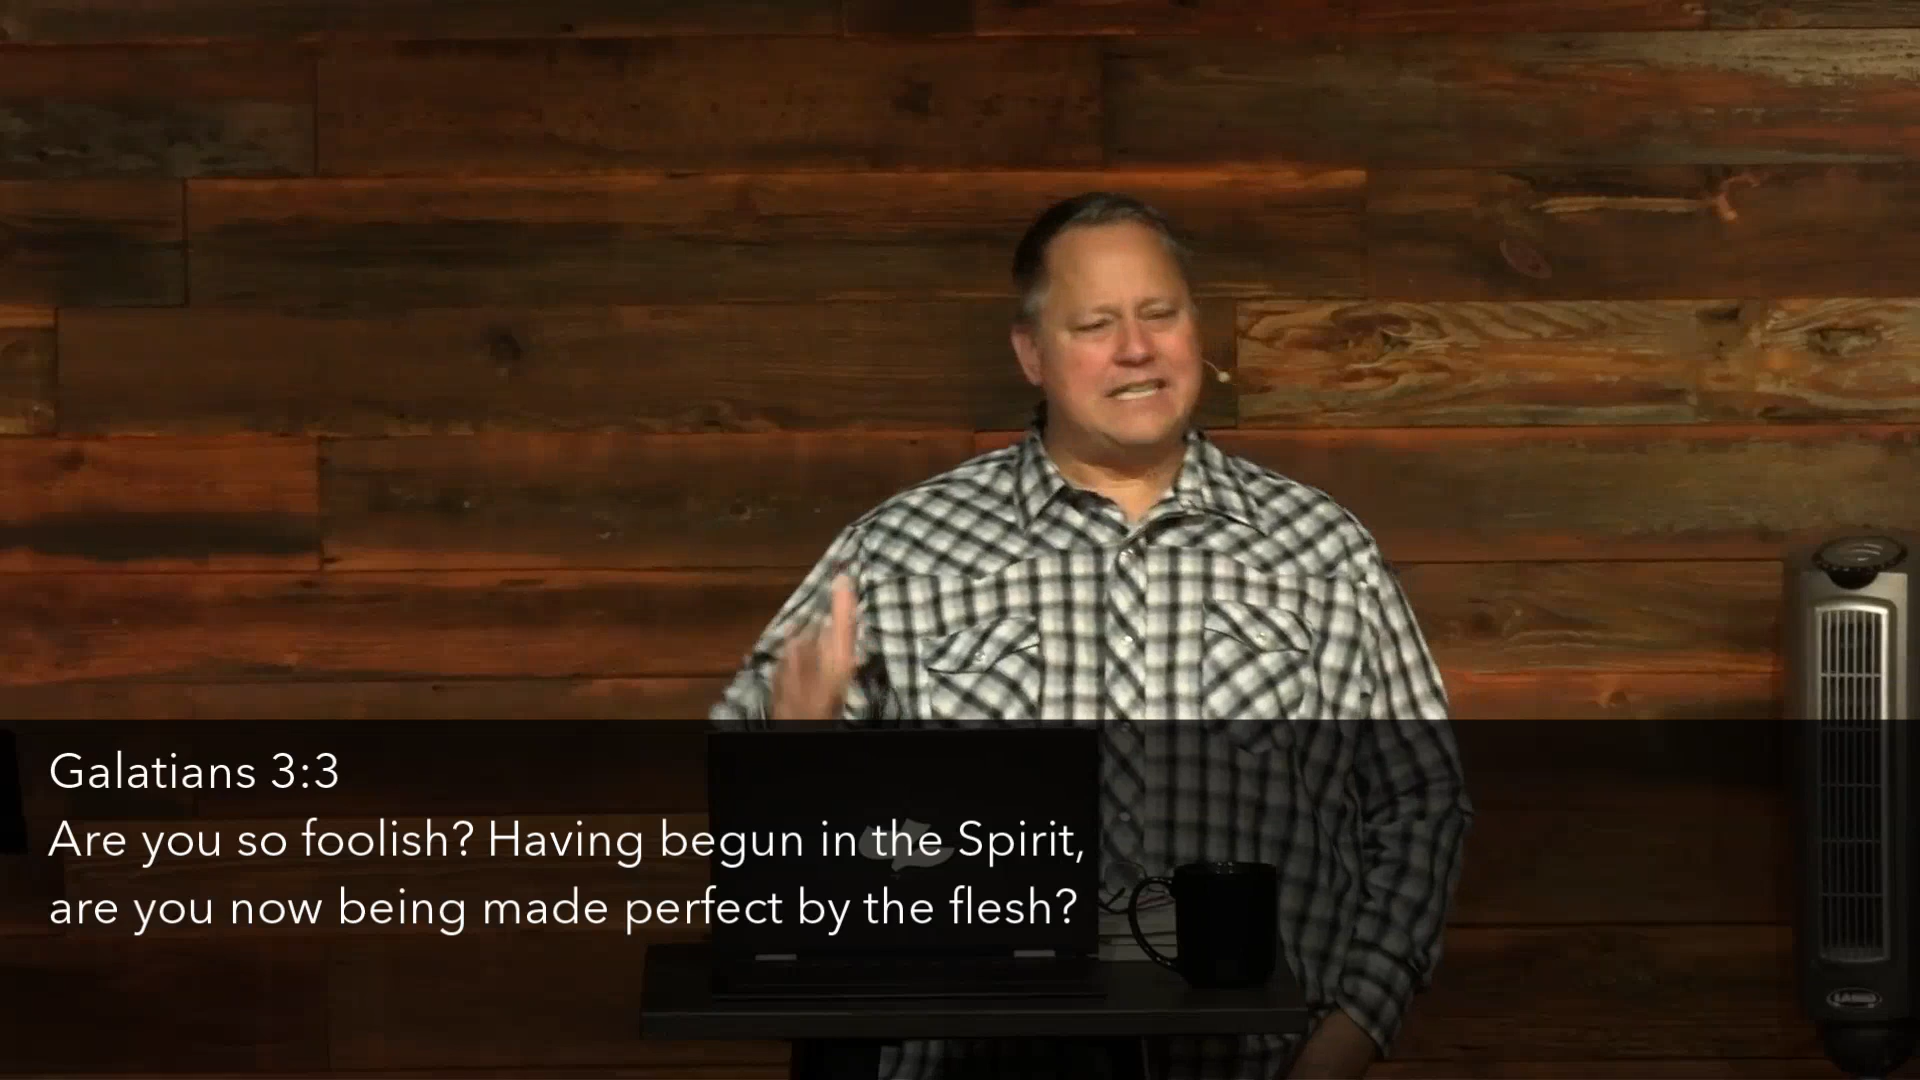 Galatians 3:3
Are you so foolish? Having begun in the Spirit,
are you now being made perfect by the flesh?
LASKO